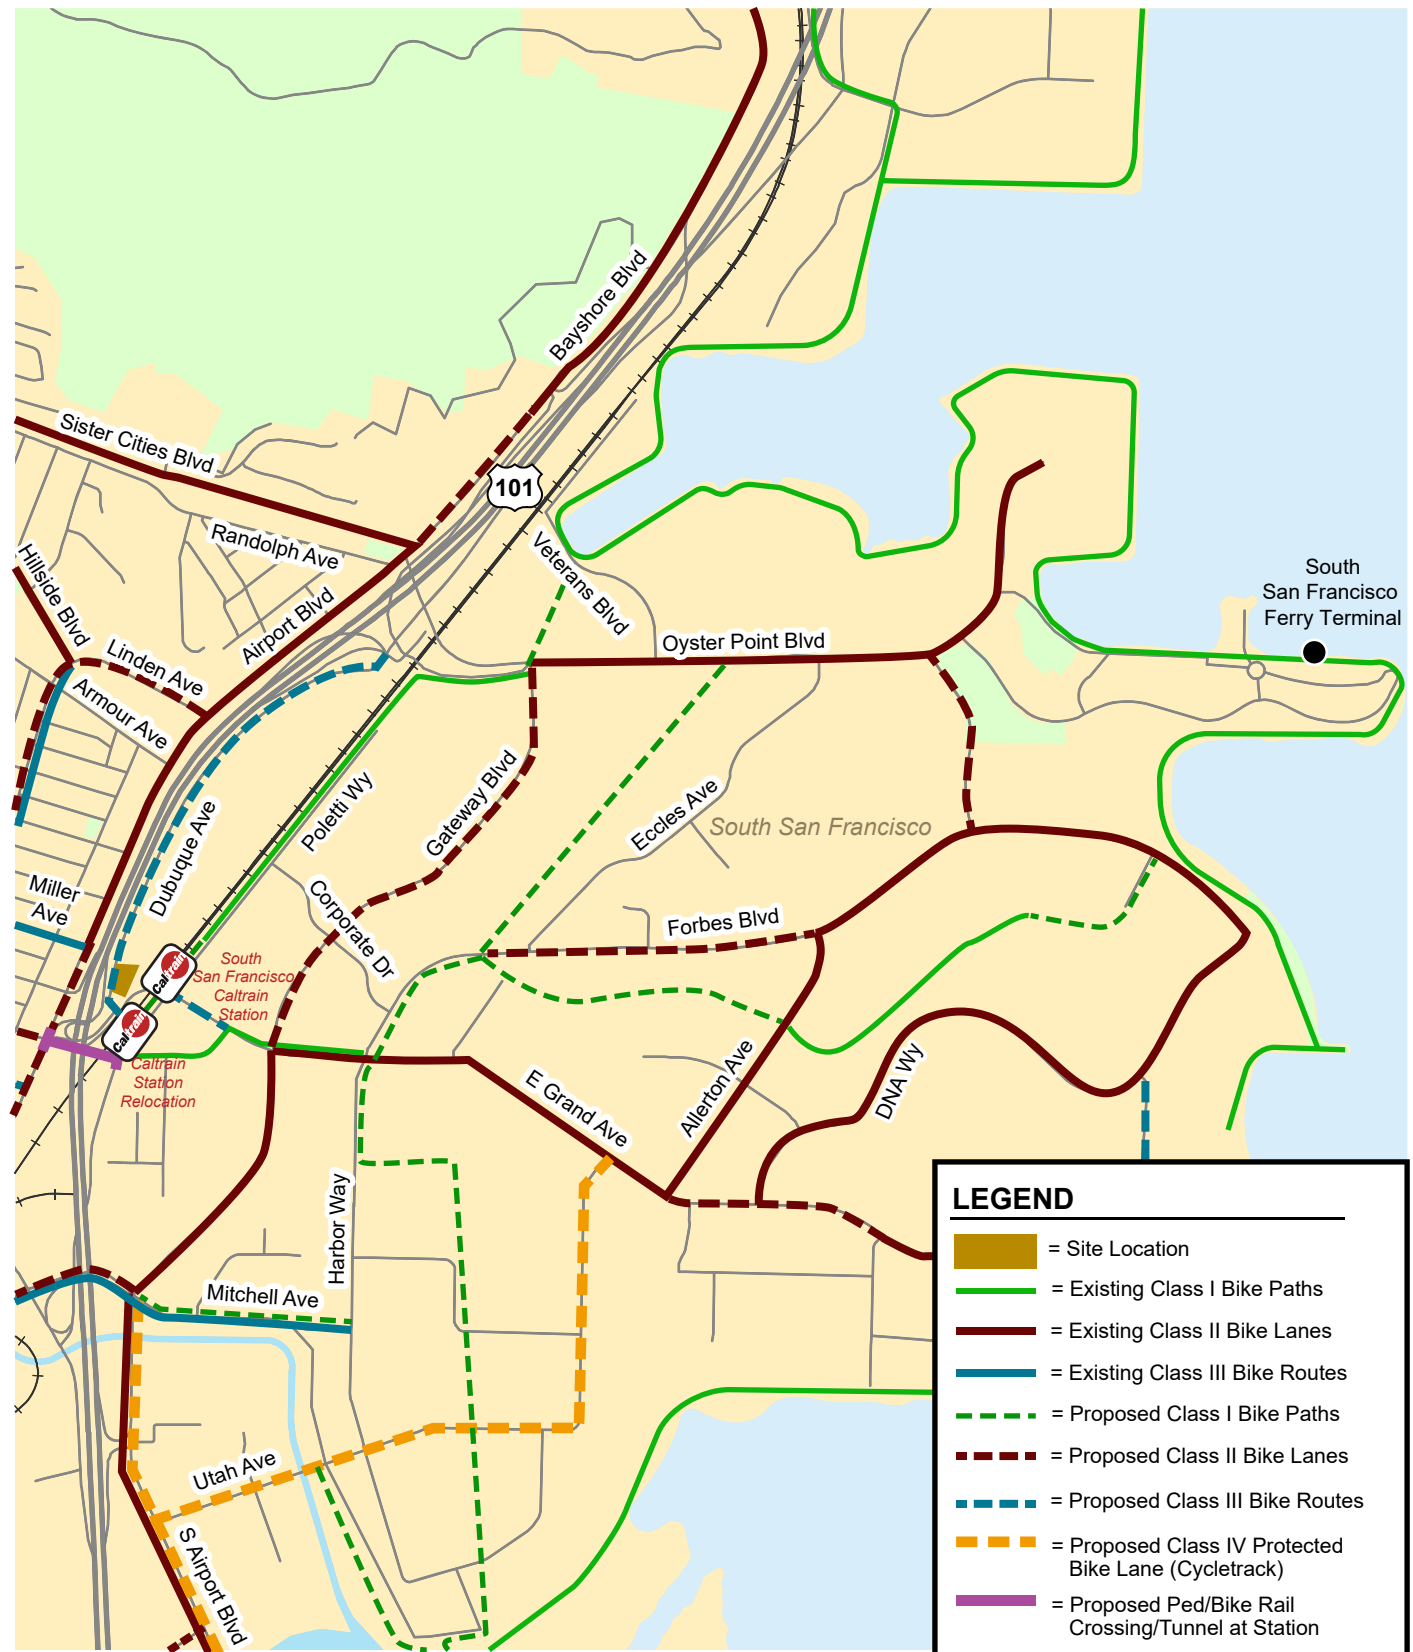 Bayshore Blvd
Sister Cities Blvd
101
Randolph Ave
Hillside Blvd
Veterans Blvd
South
San Francisco
Ferry Terminal
Airport Blvd
Linden Ave
Oyster Point Blvd
Armour Ave
Poletti Wy
Gateway Blvd
Eccles Ave
South San Francisco
Dubuque Ave
Miller
Ave
Corporate Dr
Forbes Blvd
Caltrain
South
San Francisco
Caltrain
Station
Caltrain
Caltrain
Station
Relocation
E Grand Ave
Allerton Ave
DNA Wy
Harbor Way
Mitchell Ave
Utah Ave
S Airport Blvd
LEGEND
= Site Location
= Existing Class I Bike Paths
= Existing Class II Bike Lanes
= Existing Class III Bike Routes
= Proposed Class I Bike Paths
= Proposed Class II Bike Lanes
= Proposed Class III Bike Routes
= Proposed Class IV Protected
Bike Lane (Cycletrack)
= Proposed Ped/Bike Rail
Crossing/Tunnel at Station